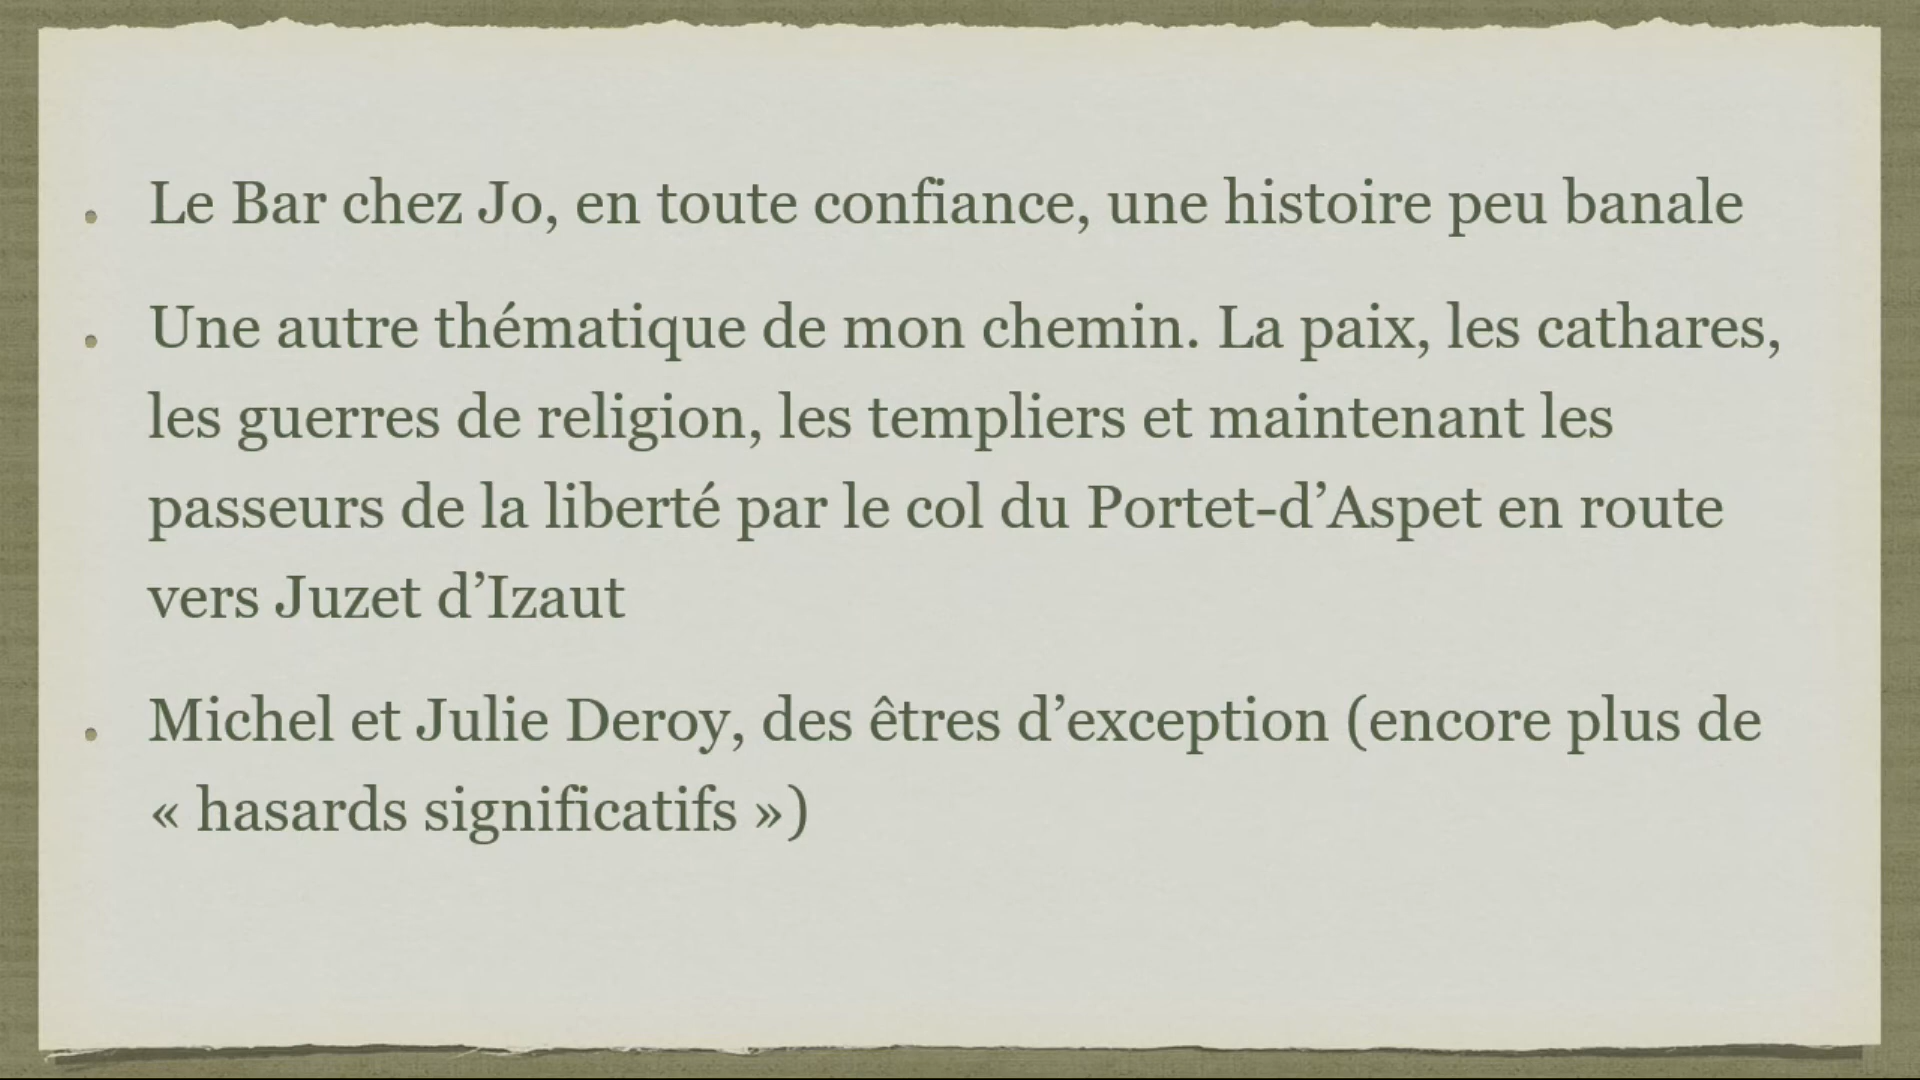 Le Bar chez Jo, en toute confiance, une histoire peu banale
Une autre thématique de mon chemin. La paix, les cathares,
les guerres de religion, les templiers et maintenant les
passeurs de la liberté par le col du Portet-d’Aspet en route
vers Juzet d’Izaut
Michel et Julie Deroy, des êtres d’exception (encore plus de
« hasards significatifs »)